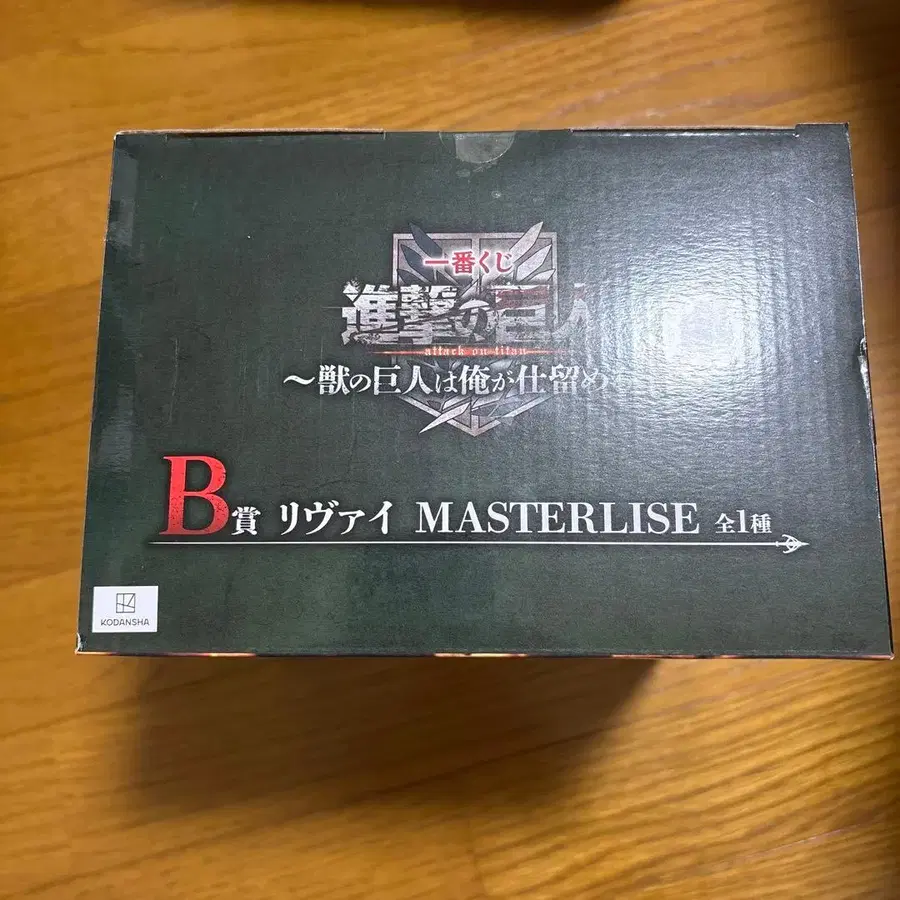 一番くじ
進撃の巨人
attack on titan
～獣の巨人は俺が仕留め
B賞 リヴァイ MASTERLISE 全1種
KODANSHA